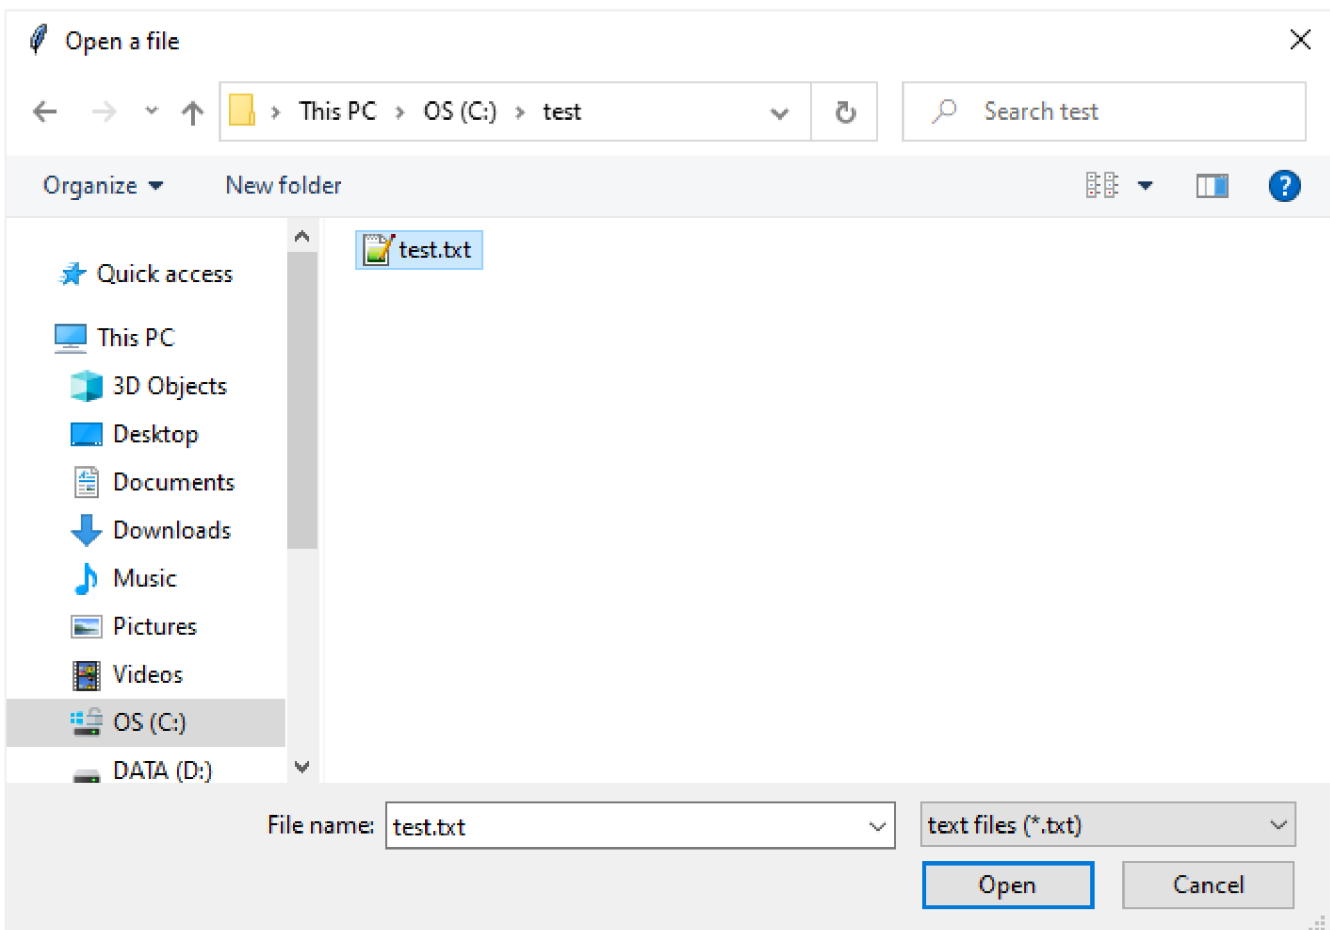 Open a file
This PC > OS (C:) > test
Search test
Organize
New folder
?
Quick access
This PC
3D Objects
Desktop
Documents
Downloads
Music
Pictures
Videos
OS (C:)
DATA (D:)
test.txt
File name: test.txt
text files (*.txt)
Open
Cancel